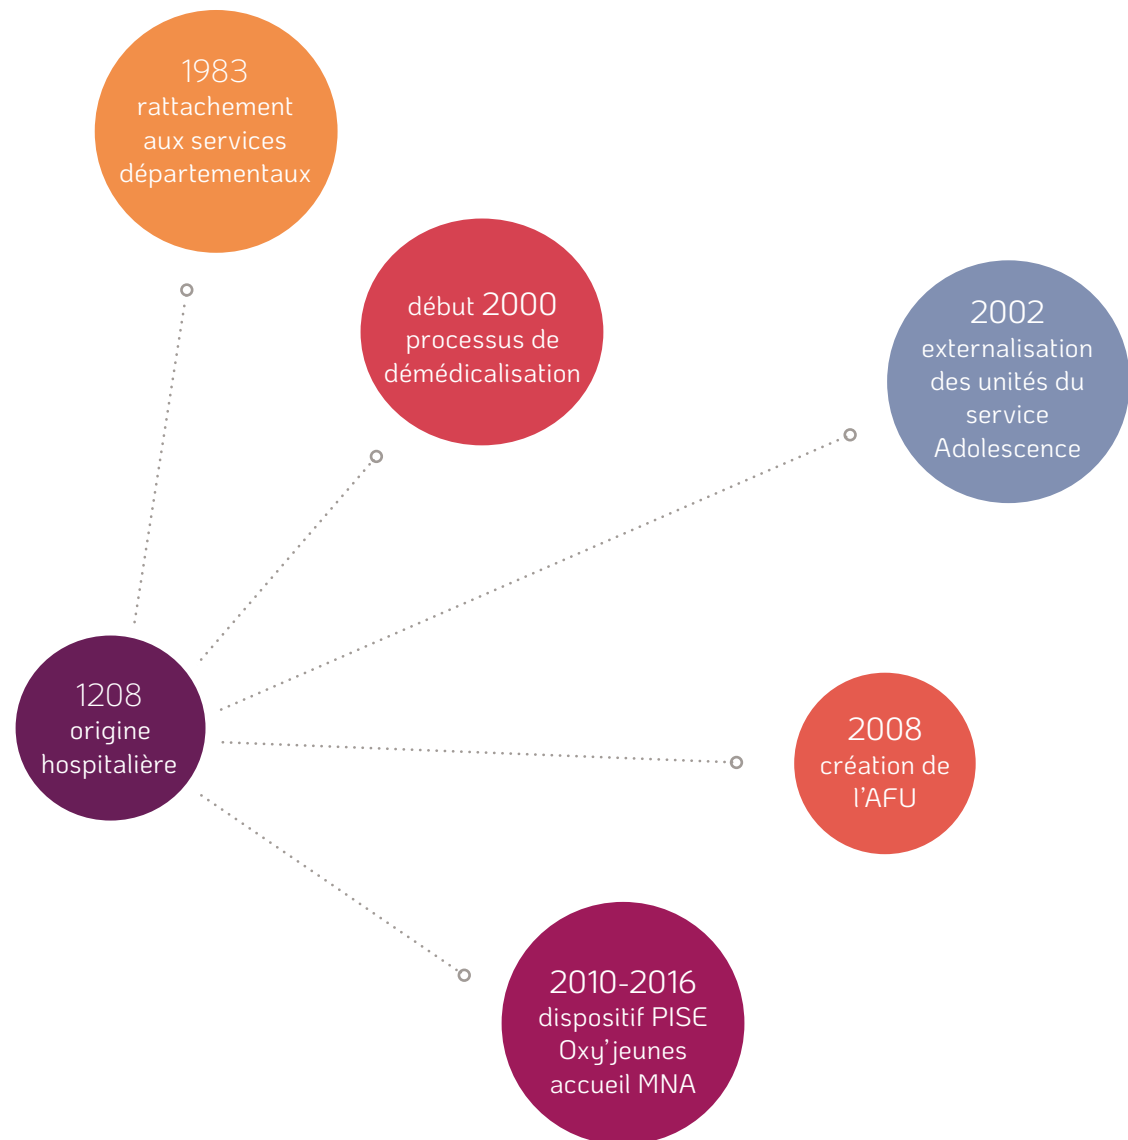 1983
rattachement
aux services
départementaux
début 2000
processus de
démédicalisation
2002
externalisation
des unités du
service
Adolescence
1208
origine
hospitalière
2008
création de
l'AFU
2010-2016
dispositif PISE
Oxy'jeunes
accueil MNA